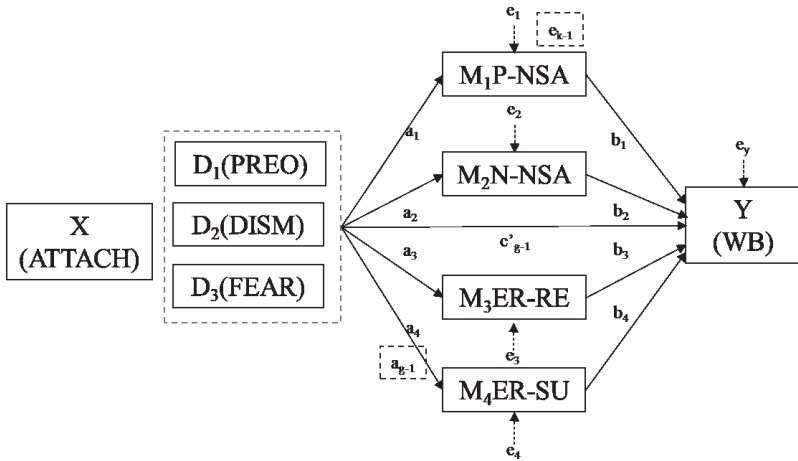 e₁
eₖ₋₁
M₁P-NSA
a₁
e₂
b₁
D₁(PREO)
M₂N-NSA
eᵧ
X
(ATTACH)
D₂(DISM)
a₂
b₂
Y
(WB)
c'g-1
a₃
b₃
D₃(FEAR)
M₃ER-RE
a₄
b₄
ag-1
e₃
M₄ER-SU
e₄